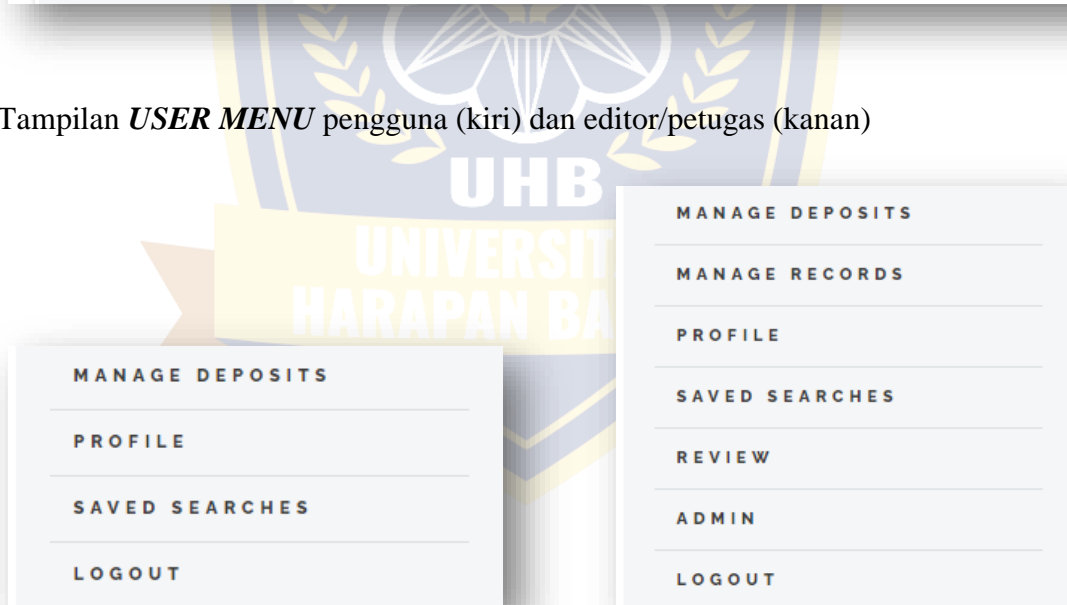 Tampilan USER MENU pengguna (kiri) dan editor/petugas (kanan)
UHB
UNIVERSIT
HARAPAN BA
MANAGE DEPOSITS
PROFILE
SAVED SEARCHES
LOGOUT
MANAGE DEPOSITS
MANAGE RECORDS
PROFILE
SAVED SEARCHES
REVIEW
ADMIN
LOGOUT